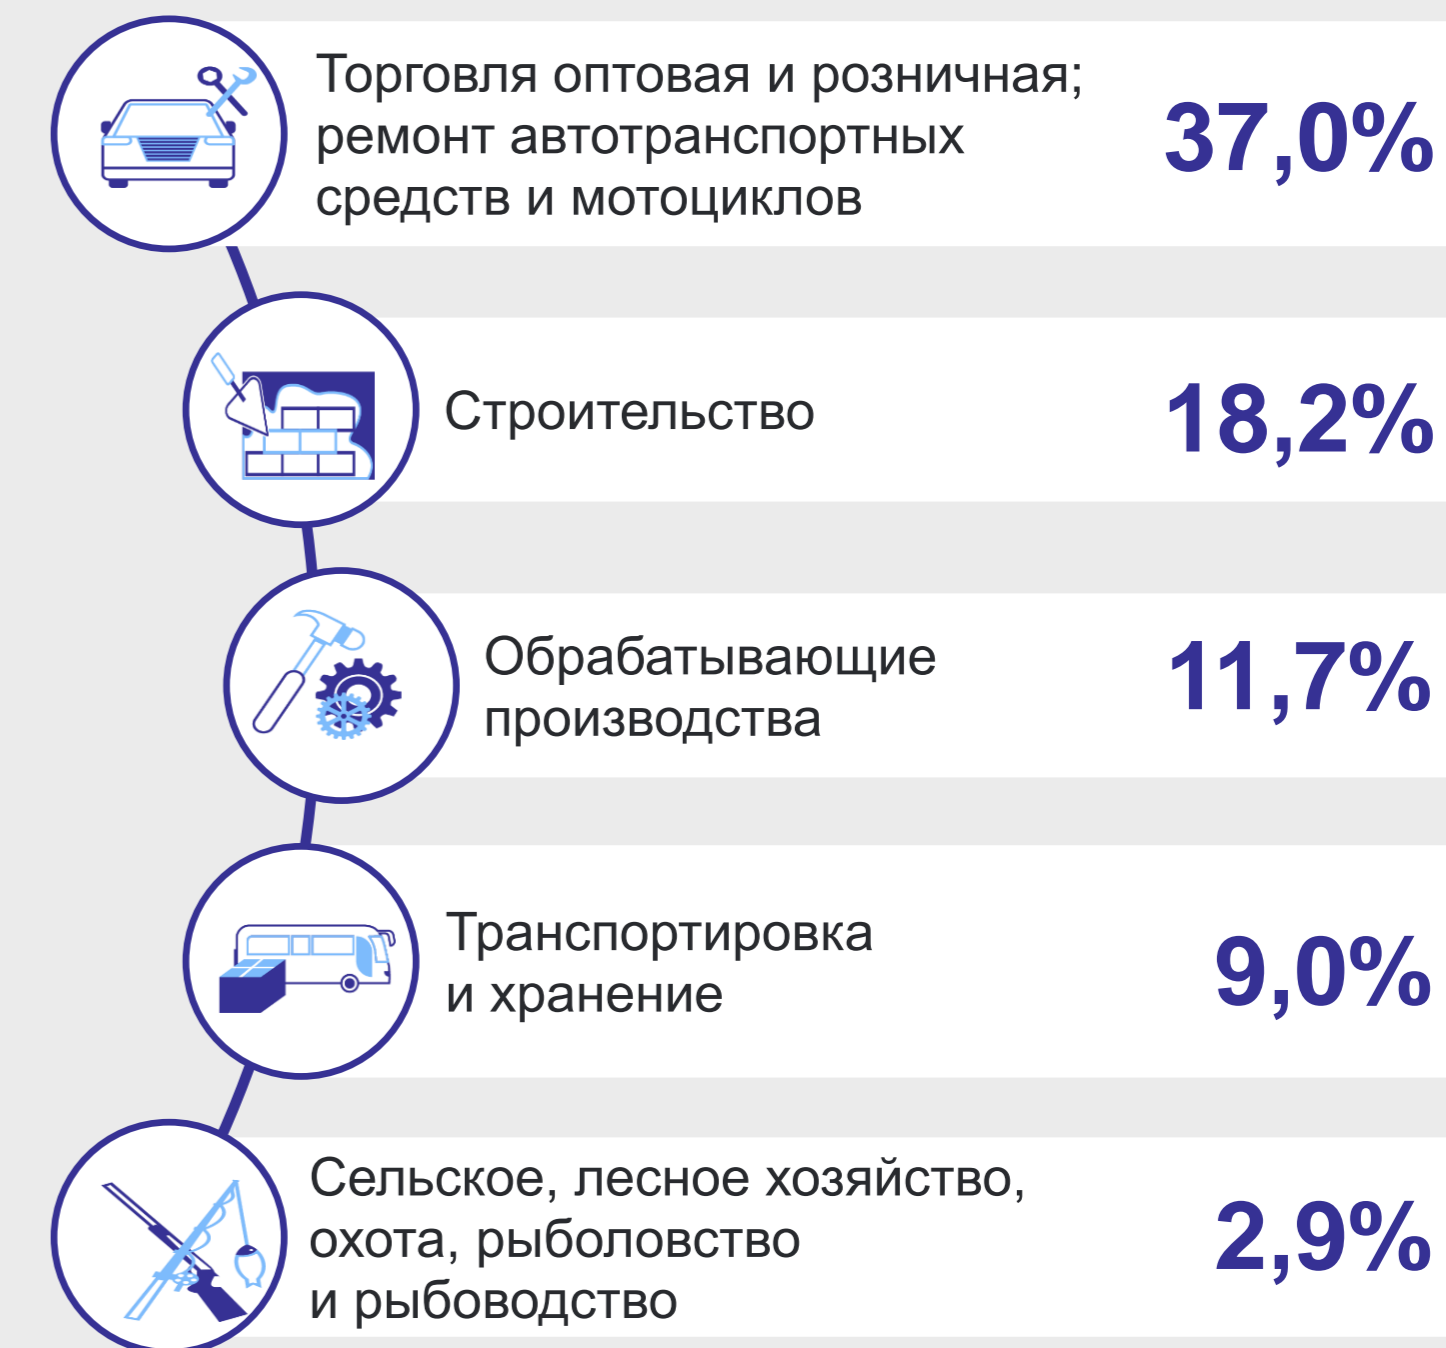 Торговля оптовая и розничная;
ремонт автотранспортных
средств и мотоциклов
37,0%
Строительство
18,2%
Обрабатывающие
производства
11,7%
Транспортировка
и хранение
9,0%
Сельское, лесное хозяйство,
охота, рыболовство
и рыбоводство
2,9%